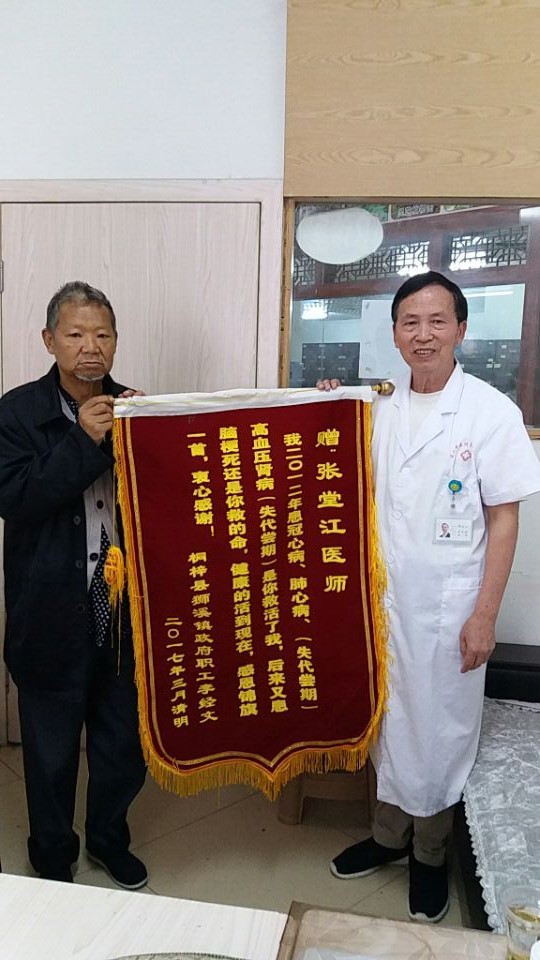 赠"张堂江医师
我二〇一二年患冠心病、肺心病、(失代尝期)
高血压肾病(失代尝期)是你救活了我,后来又患
脑梗死还是你救的命,健康的活到现在,感恩锦旗
一首,衷心感谢!
桐梓县狮溪镇政府职工李经文
二〇一七年三月清明